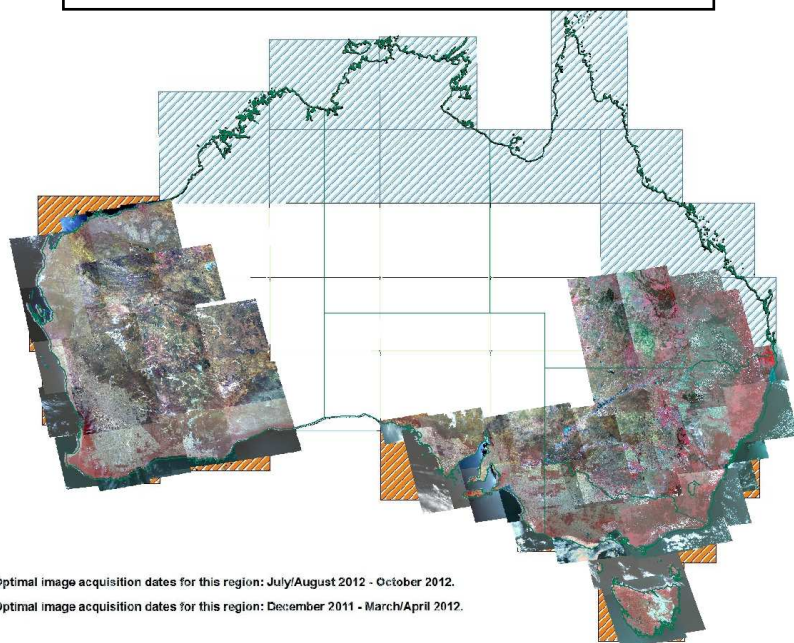 Optimal image acquisition dates for this region: July/August 2012 - October 2012.
Optimal image acquisition dates for this region: December 2011 - March/April 2012.